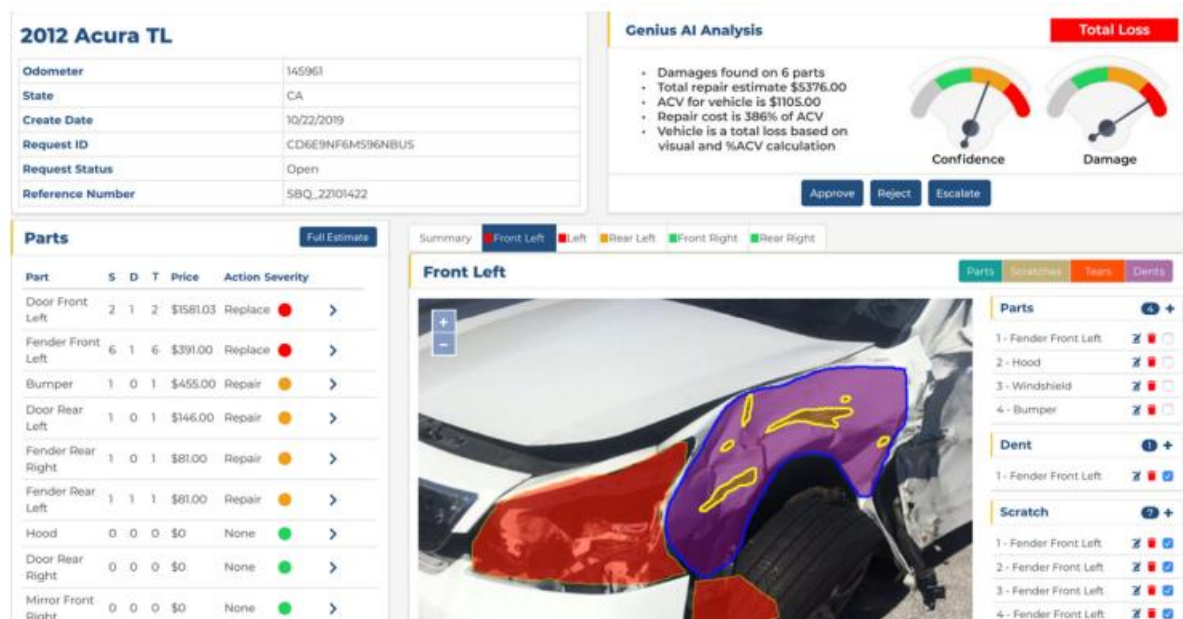 2012 Acura TL
Odometer 145961
State CA
Create Date 10/22/2019
Request ID CD6E9NF6MS96NBUS
Request Status Open
Reference Number SBQ_22101422
Genius AI Analysis
Total Loss
Damages found on 6 parts
Total repair estimate $5376.00
ACV for vehicle is $1105.00
Repair cost is 386% of ACV
Vehicle is a total loss based on
visual and %ACV calculation
Confidence
Damage
Approve Reject Escalate
Parts
Full Estimate
Part S D T Price Action Severity
Door Front
Left 2 1 2 $1581.03 Replace
Fender Front
Left 6 1 6 $391.00 Replace
Bumper 1 0 1 $455.00 Repair
Door Rear
Left 1 0 1 $146.00 Repair
Fender Rear
Right 1 0 1 $81.00 Repair
Fender Rear
Left 1 1 1 $81.00 Repair
Hood 0 0 0 $0 None
Door Rear
Right 0 0 0 $0 None
Mirror Front
Right 0 0 0 $0 None
Summary Front Left Left Rear Left Front Right Rear Right
Front Left
Parts Scratches Tears Dents
+
−
Parts 4 +
1 - Fender Front Left
2 - Hood
3 - Windshield
4 - Bumper
Dent 1 +
1 - Fender Front Left
Scratch 7 +
1 - Fender Front Left
2 - Fender Front Left
3 - Fender Front Left
4 - Fender Front Left